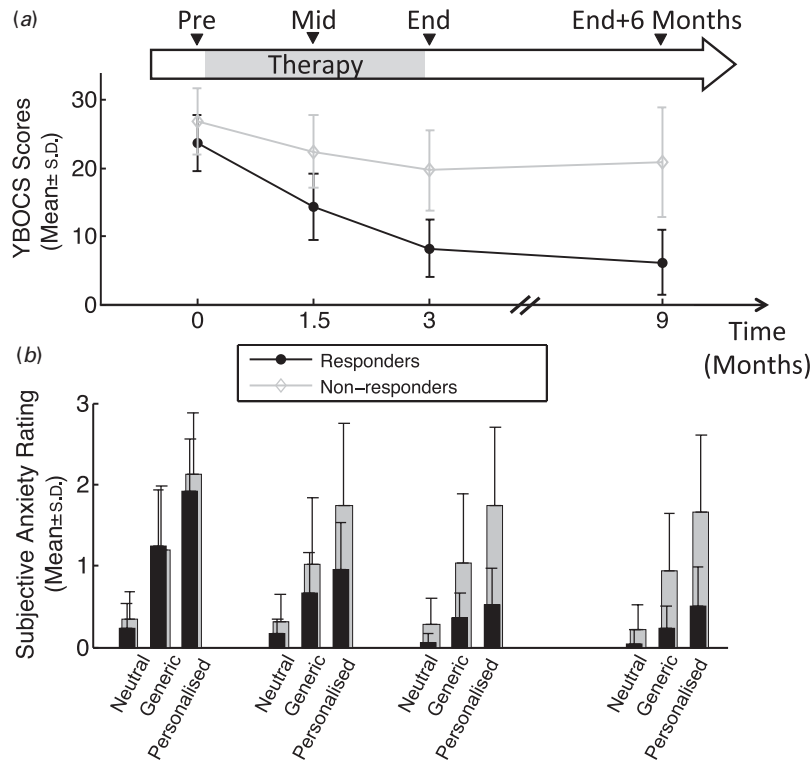 (a)
Pre Mid End End+6 Months
Therapy
YBOCS Scores
(Mean± S.D.)
30
20
10
0
0 1.5 3 9
Time
(Months)
(b)
Responders
Non–responders
Subjective Anxiety Rating
(Mean±S.D.)
3
2
1
0
Neutral Generic Personalised Neutral Generic Personalised Neutral Generic Personalised Neutral Generic Personalised